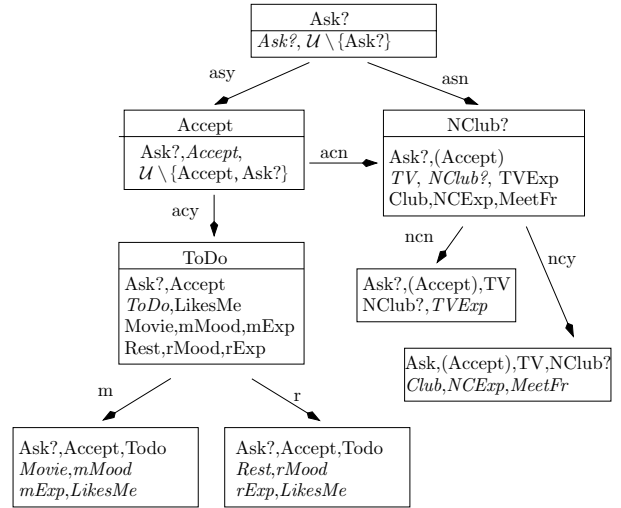 Ask?
Ask?, U \ {Ask?}
asy
asn
Accept
Ask?,Accept,
U \ {Accept, Ask?}
acn
NClub?
Ask?,(Accept)
TV, NClub?, TVExp
Club,NCExp,MeetFr
acy
ncn
ncy
ToDo
Ask?,Accept
ToDo,LikesMe
Movie,mMood,mExp
Rest,rMood,rExp
Ask?,(Accept),TV
NClub?,TVExp
Ask,(Accept),TV,NClub?
Club,NCExp,MeetFr
m
r
Ask?,Accept,Todo
Movie,mMood
mExp,LikesMe
Ask?,Accept,Todo
Rest,rMood
rExp,LikesMe